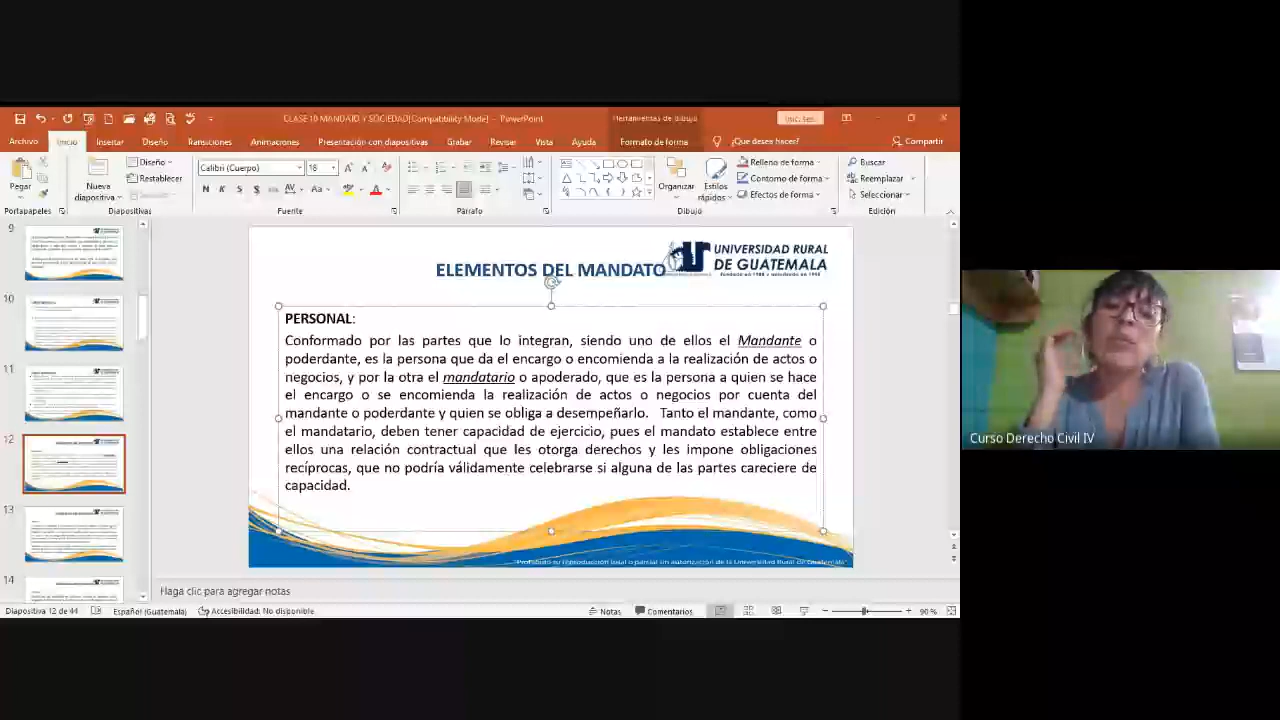 CLASE 10 MANDATO Y SOCIEDAD[Compatibility Mode] – PowerPoint
Herramientas de dibujo
Inic. ses.
Archivo
Inicio
Insertar
Diseño
Transiciones
Animaciones
Presentación con diapositivas
Grabar
Revisar
Vista
Ayuda
Formato de forma
¿Qué desea hacer?
Compartir
Pegar
Portapapeles
Nueva
diapositiva
Diseño
Restablecer
Diapositivas
Calibri (Cuerpo)
18
N K S S
Fuente
Párrafo
Organizar
Estilos
rápidos
Relleno de forma
Contorno de forma
Efectos de forma
Dibujo
Buscar
Reemplazar
Seleccionar
Edición
9
10
11
12
13
14
ELEMENTOS DEL MANDATO
UNIVERSIDAD RURAL
DE GUATEMALA
PERSONAL:
Conformado por las partes que lo integran, siendo uno de ellos el Mandante o
poderdante, es la persona que da el encargo o encomienda a la realización de actos o
negocios, y por la otra el mandatario o apoderado, que es la persona a quien se hace
el encargo o se encomienda la realización de actos o negocios por cuenta del
mandante o poderdante y quien se obliga a desempeñarlo. Tanto el mandante, como
el mandatario, deben tener capacidad de ejercicio, pues el mandato establece entre
ellos una relación contractual que les otorga derechos y les impone obligaciones
recíprocas, que no podría válidamente celebrarse si alguna de las partes careciere de
capacidad.
"Prohibido su reproducción total o parcial sin autorización de la Universidad Rural de Guatemala"
Haga clic para agregar notas
Diapositiva 12 de 44
Español (Guatemala)
Accesibilidad: No disponible
Notas
Comentarios
90 %
Curso Derecho Civil IV